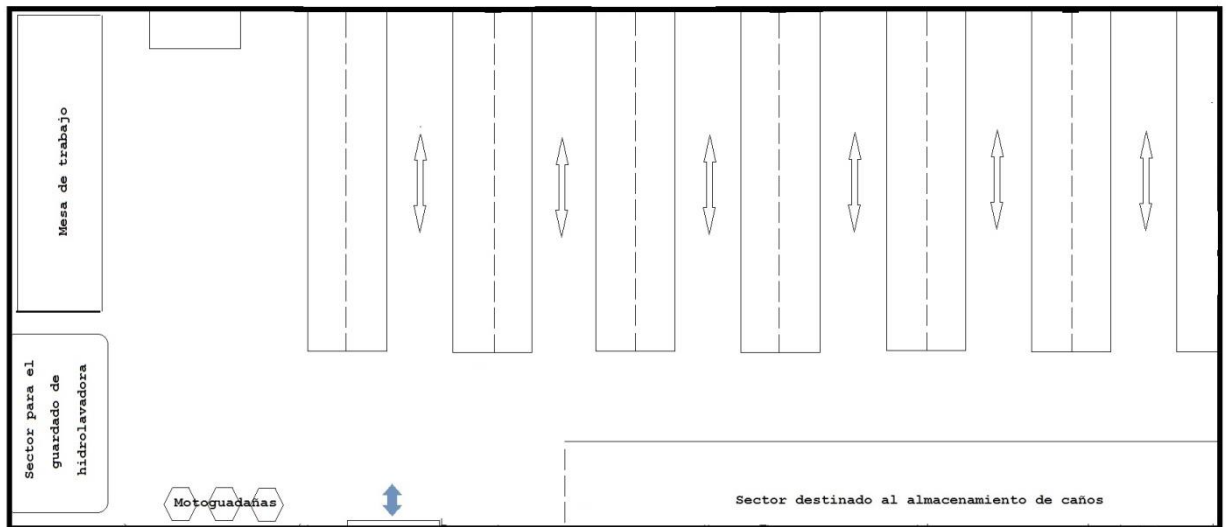 Mesa de trabajo
Sector para el
guardado de
hidrolavadora
Motoguadañas
Sector destinado al almacenamiento de caños